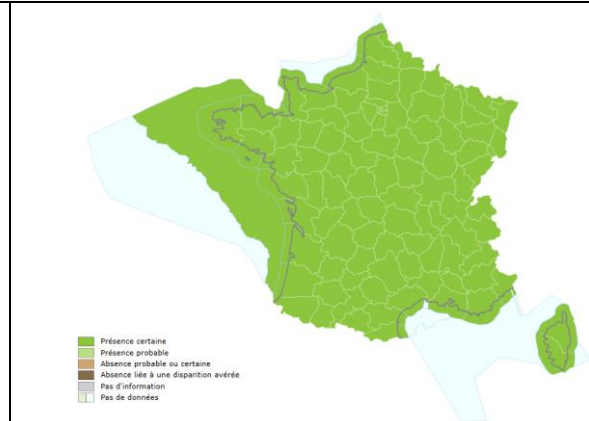 Présence certaine
Présence probable
Absence probable ou certaine
Absence liée à une disparition avérée
Pas d'information
Pas de données